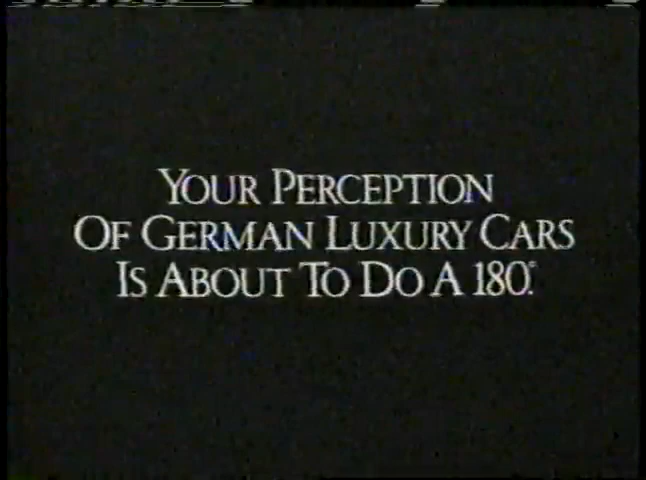 YOUR PERCEPTION
OF GERMAN LUXURY CARS
IS ABOUT TO DO A 180°.